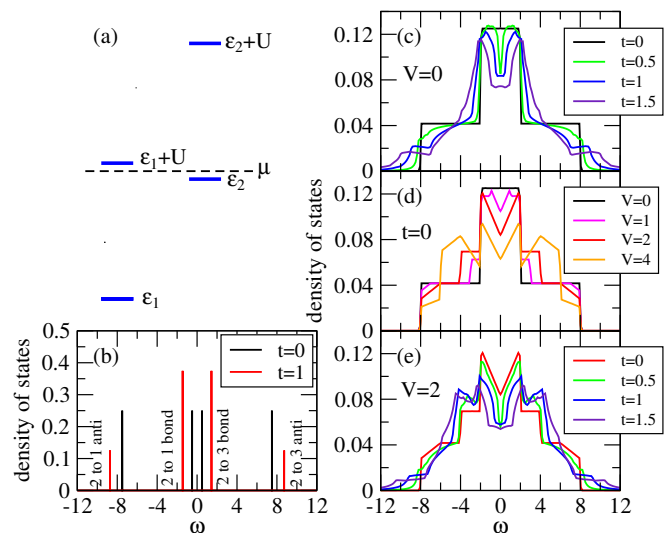 (a)
ε₂+U
ε₁+U
μ
ε₂
ε₁
(b)
density of states
0.5
0.4
0.3
0.2
0.1
0
t=0
t=1
2 to 1 anti
2 to 1 bond
2 to 3 bond
2 to 3 anti
-12 -8 -4 0 4 8 12
ω
(c)
V=0
0.12
0.08
0.04
0
t=0
t=0.5
t=1
t=1.5
(d)
t=0
density of states
0.12
0.08
0.04
0
V=0
V=1
V=2
V=4
(e)
V=2
0.12
0.08
0.04
0
t=0
t=0.5
t=1
t=1.5
-12 -8 -4 0 4 8 12
ω